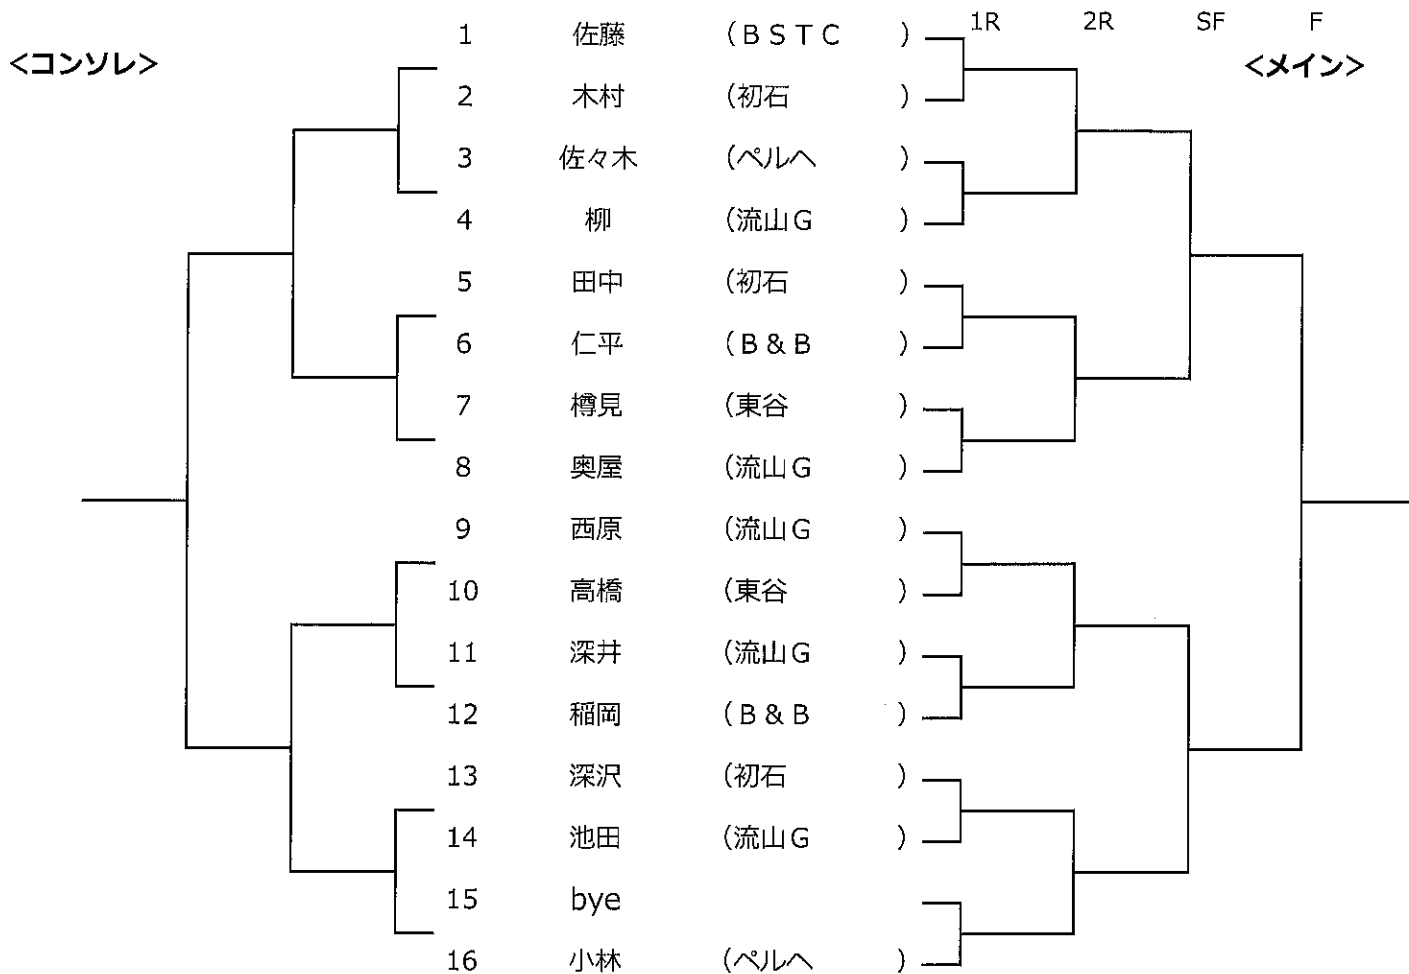 1R 2R SF F
<コンソレ> <メイン>
1 佐藤 (ＢＳＴＣ )
2 木村 (初石 )
3 佐々木 (ペルへ )
4 柳 (流山Ｇ )
5 田中 (初石 )
6 仁平 (Ｂ＆Ｂ )
7 樽見 (東谷 )
8 奥屋 (流山Ｇ )
9 西原 (流山Ｇ )
10 高橋 (東谷 )
11 深井 (流山Ｇ )
12 稲岡 (Ｂ＆Ｂ )
13 深沢 (初石 )
14 池田 (流山Ｇ )
15 bye
16 小林 (ペルへ )